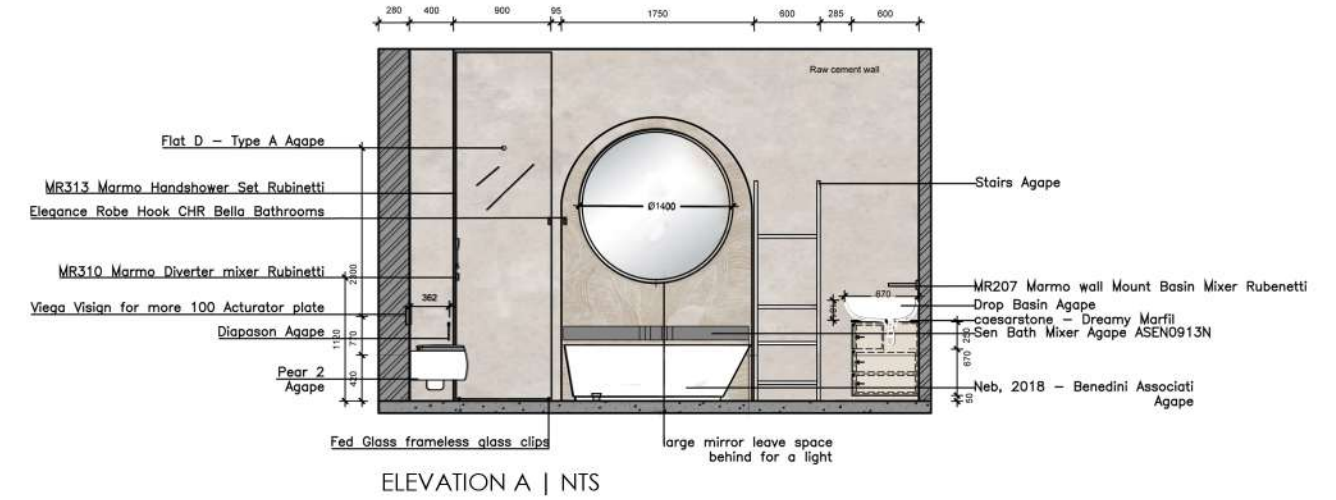 280 400 900 95 1750 600 285 600
Raw cement wall
Flat D – Type A Agape
MR313 Marmo Handshower Set Rubinetti
Elegance Robe Hook CHR Bella Bathrooms
MR310 Marmo Diverter mixer Rubinetti
Viega Visign for more 100 Acturator plate
Diapason Agape
Pear 2
Agape
2300
1120
770
420
362
Ø1400
Stairs Agape
MR207 Marmo wall Mount Basin Mixer Rubenetti
Drop Basin Agape
caesarstone – Dreamy Marfil
Sen Bath Mixer Agape ASEN0913N
Neb, 2018 – Benedini Associati
Agape
670
250
670
50
Fed Glass frameless glass clips
large mirror leave space
behind for a light
ELEVATION A | NTS